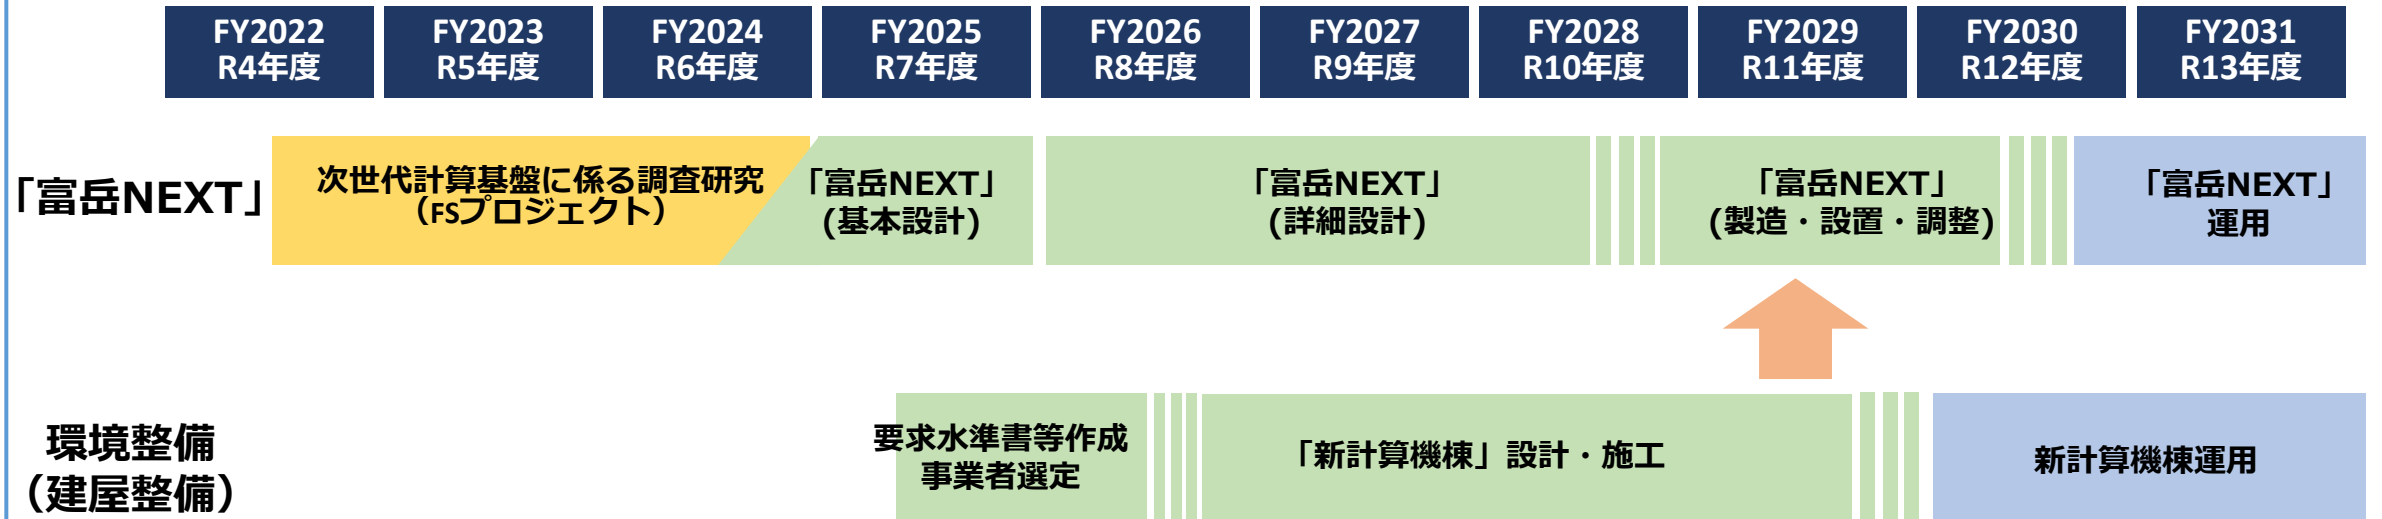 FY2022
R4年度
FY2023
R5年度
FY2024
R6年度
FY2025
R7年度
FY2026
R8年度
FY2027
R9年度
FY2028
R10年度
FY2029
R11年度
FY2030
R12年度
FY2031
R13年度
「富岳NEXT」
次世代計算基盤に係る調査研究
（FSプロジェクト）
「富岳NEXT」
(基本設計)
「富岳NEXT」
(詳細設計)
「富岳NEXT」
(製造・設置・調整)
「富岳NEXT」
運用
環境整備
（建屋整備）
要求水準書等作成
事業者選定
「新計算機棟」設計・施工
新計算機棟運用